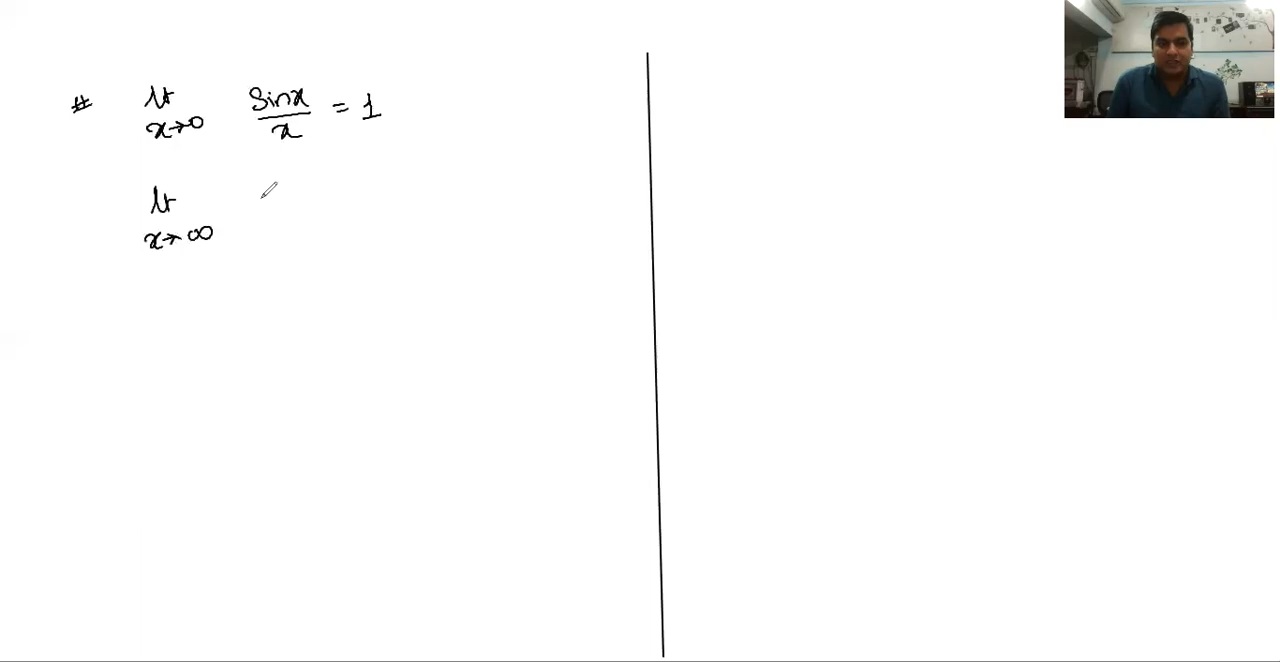 # lt x→0 sinx/x = 1
lt x→∞